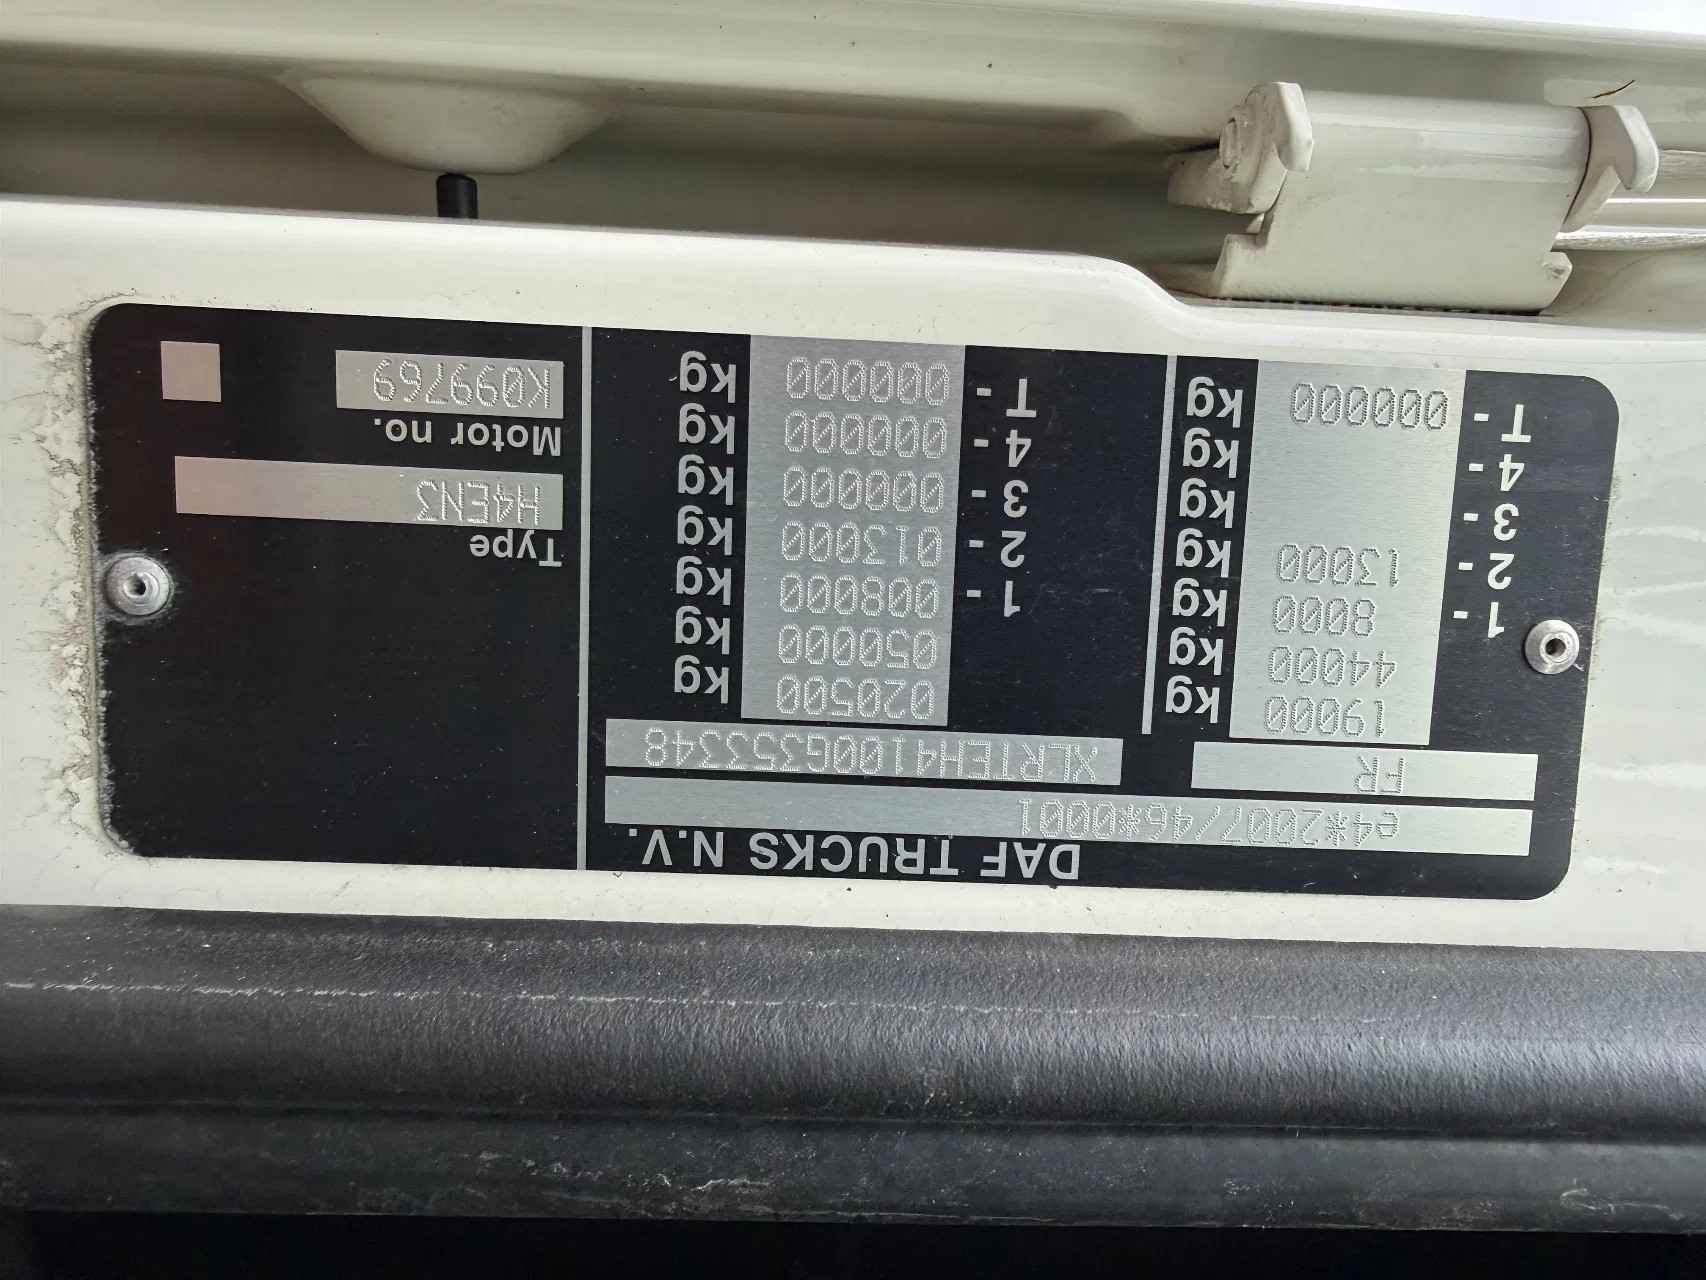 DAF TRUCKS N.V.
e4*2007/46*0001
FR XLRTEH4100G353348
19000 kg 020500 kg
44000 kg 050000 kg
1 - 8000 kg 1 - 008000 kg
2 - 13000 kg 2 - 013000 kg
3 - kg 3 - 000000 kg
4 - kg 4 - 000000 kg
T - 000000 kg T - 000000 kg
Type
H4EN3
Motor no.
K099769